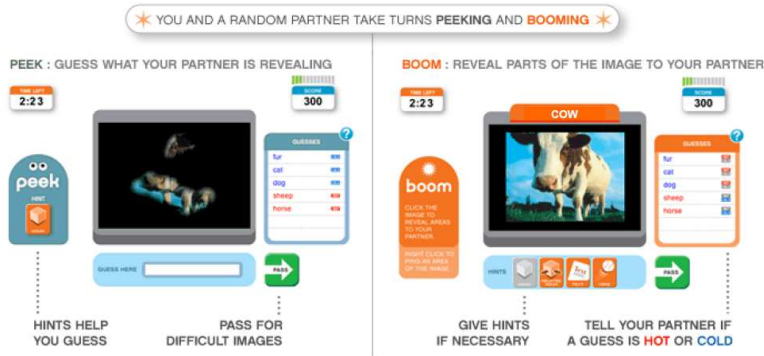 YOU AND A RANDOM PARTNER TAKE TURNS PEEKING AND BOOMING
PEEK : GUESS WHAT YOUR PARTNER IS REVEALING
TIME LEFT
2:23
SCORE
300
peek
HINT
GUESSES
?
fur
cat
dog
sheep
horse
GUESS HERE
PASS
HINTS HELP
YOU GUESS
PASS FOR
DIFFICULT IMAGES
BOOM : REVEAL PARTS OF THE IMAGE TO YOUR PARTNER
TIME LEFT
2:23
COW
SCORE
300
boom
CLICK THE
IMAGE TO
REVEAL AREAS
TO YOUR
PARTNER.
RIGHT CLICK TO
PING AN AREA
OF THE IMAGE.
GUESSES
?
fur
cat
dog
sheep
horse
HINTS
PASS
GIVE HINTS
IF NECESSARY
TELL YOUR PARTNER IF
A GUESS IS HOT OR COLD